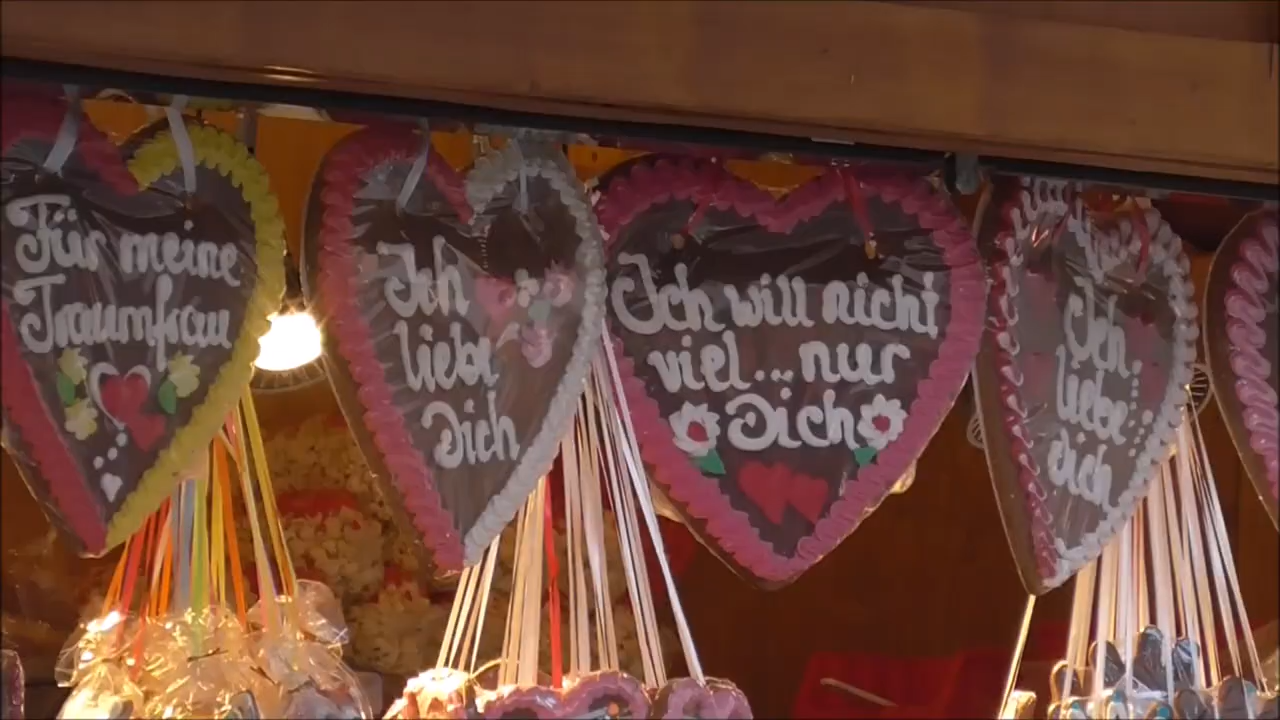 Für meine
Traumfrau
Ich
liebe
Dich
Ich will nicht
viel... nur
Dich
Ich
liebe
dich